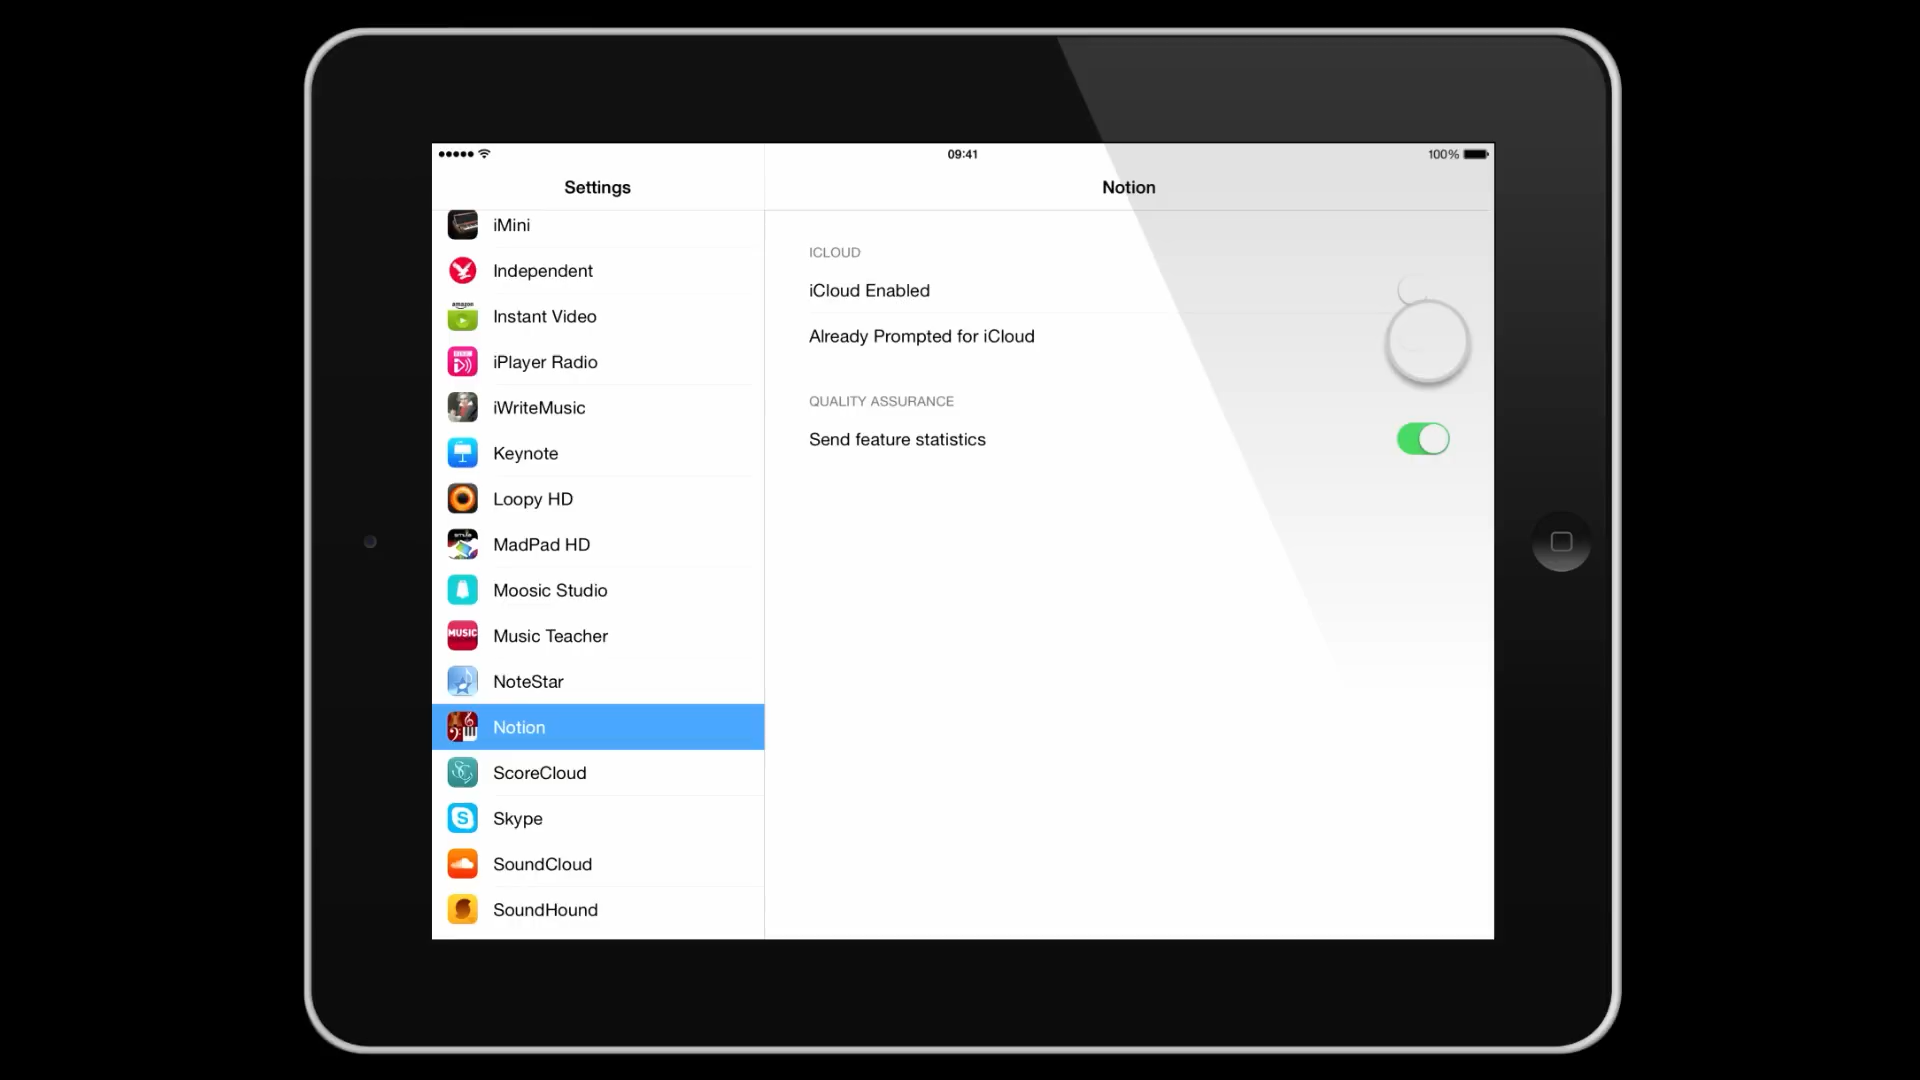 09:41
100%
Settings
Notion
iMini
Independent
amazon
Instant Video
iPlayer Radio
iWriteMusic
Keynote
Loopy HD
MadPad HD
Moosic Studio
MUSIC
Music Teacher
NoteStar
Notion
ScoreCloud
Skype
SoundCloud
SoundHound
ICLOUD
iCloud Enabled
Already Prompted for iCloud
QUALITY ASSURANCE
Send feature statistics